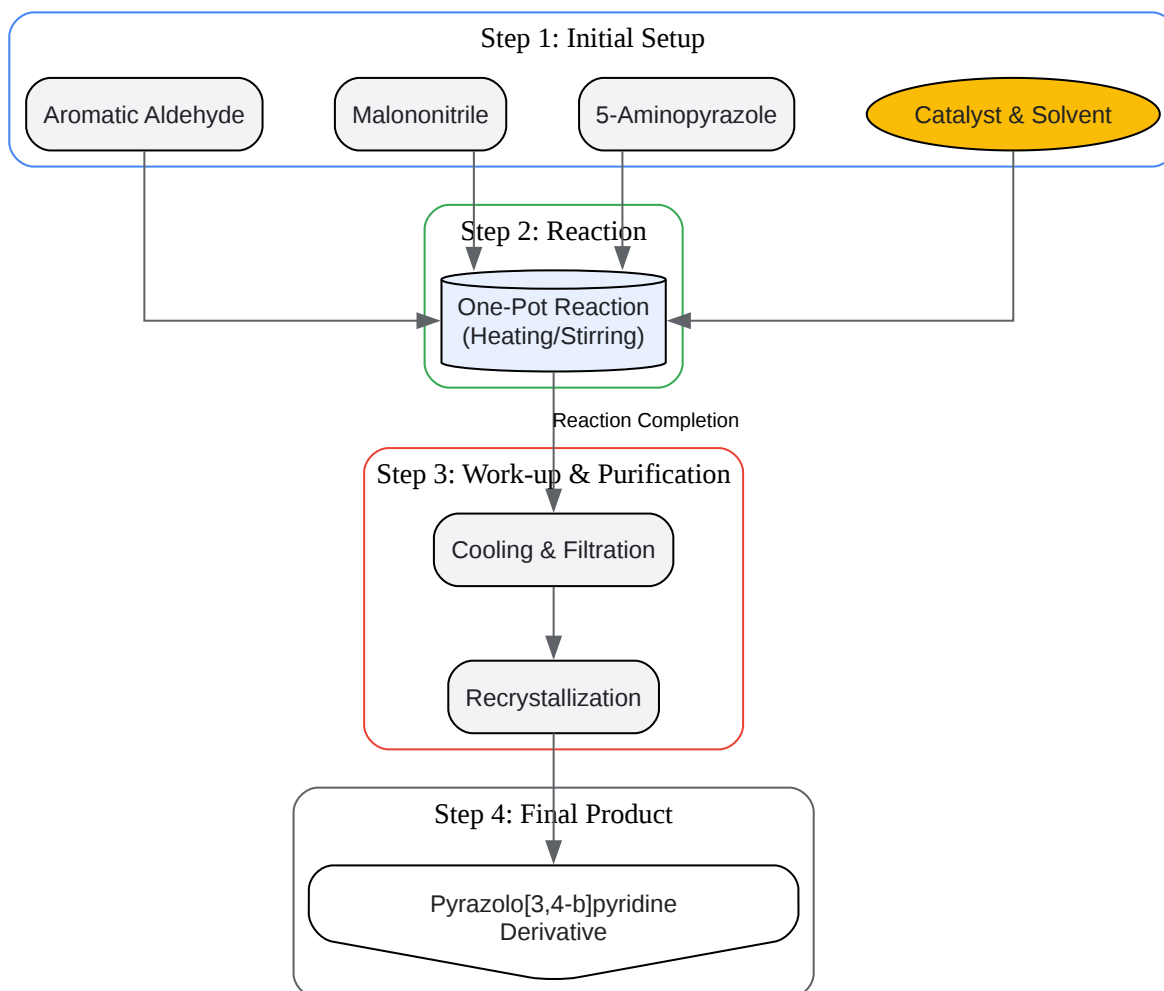 Step 1: Initial Setup
Aromatic Aldehyde
Malononitrile
5-Aminopyrazole
Catalyst & Solvent
Step 2: Reaction
One-Pot Reaction
(Heating/Stirring)
Reaction Completion
Step 3: Work-up & Purification
Cooling & Filtration
Recrystallization
Step 4: Final Product
Pyrazolo[3,4-b]pyridine
Derivative